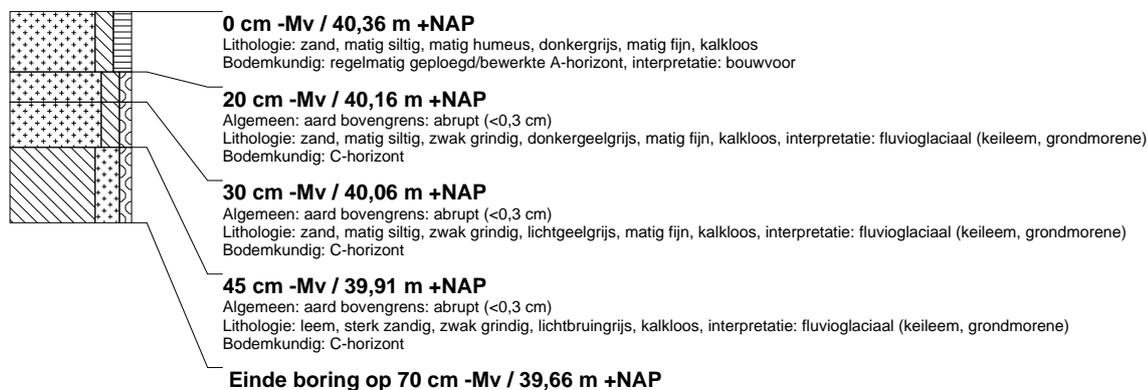 0 cm -Mv / 40,36 m +NAP
Lithologie: zand, matig siltig, matig humeus, donkergrijs, matig fijn, kalkloos
Bodemkundig: regelmatig geploegd/bewerkte A-horizont, interpretatie: bouwvoor
20 cm -Mv / 40,16 m +NAP
Algemeen: aard bovengrens: abrupt (<0,3 cm)
Lithologie: zand, matig siltig, zwak grindig, donkergeelgrijs, matig fijn, kalkloos, interpretatie: fluvioglaciaal (keileem, grondmorene)
Bodemkundig: C-horizont
30 cm -Mv / 40,06 m +NAP
Algemeen: aard bovengrens: abrupt (<0,3 cm)
Lithologie: zand, matig siltig, zwak grindig, lichtgeelgrijs, matig fijn, kalkloos, interpretatie: fluvioglaciaal (keileem, grondmorene)
Bodemkundig: C-horizont
45 cm -Mv / 39,91 m +NAP
Algemeen: aard bovengrens: abrupt (<0,3 cm)
Lithologie: leem, sterk zandig, zwak grindig, lichtbruingrijs, kalkloos, interpretatie: fluvioglaciaal (keileem, grondmorene)
Bodemkundig: C-horizont
Einde boring op 70 cm -Mv / 39,66 m +NAP